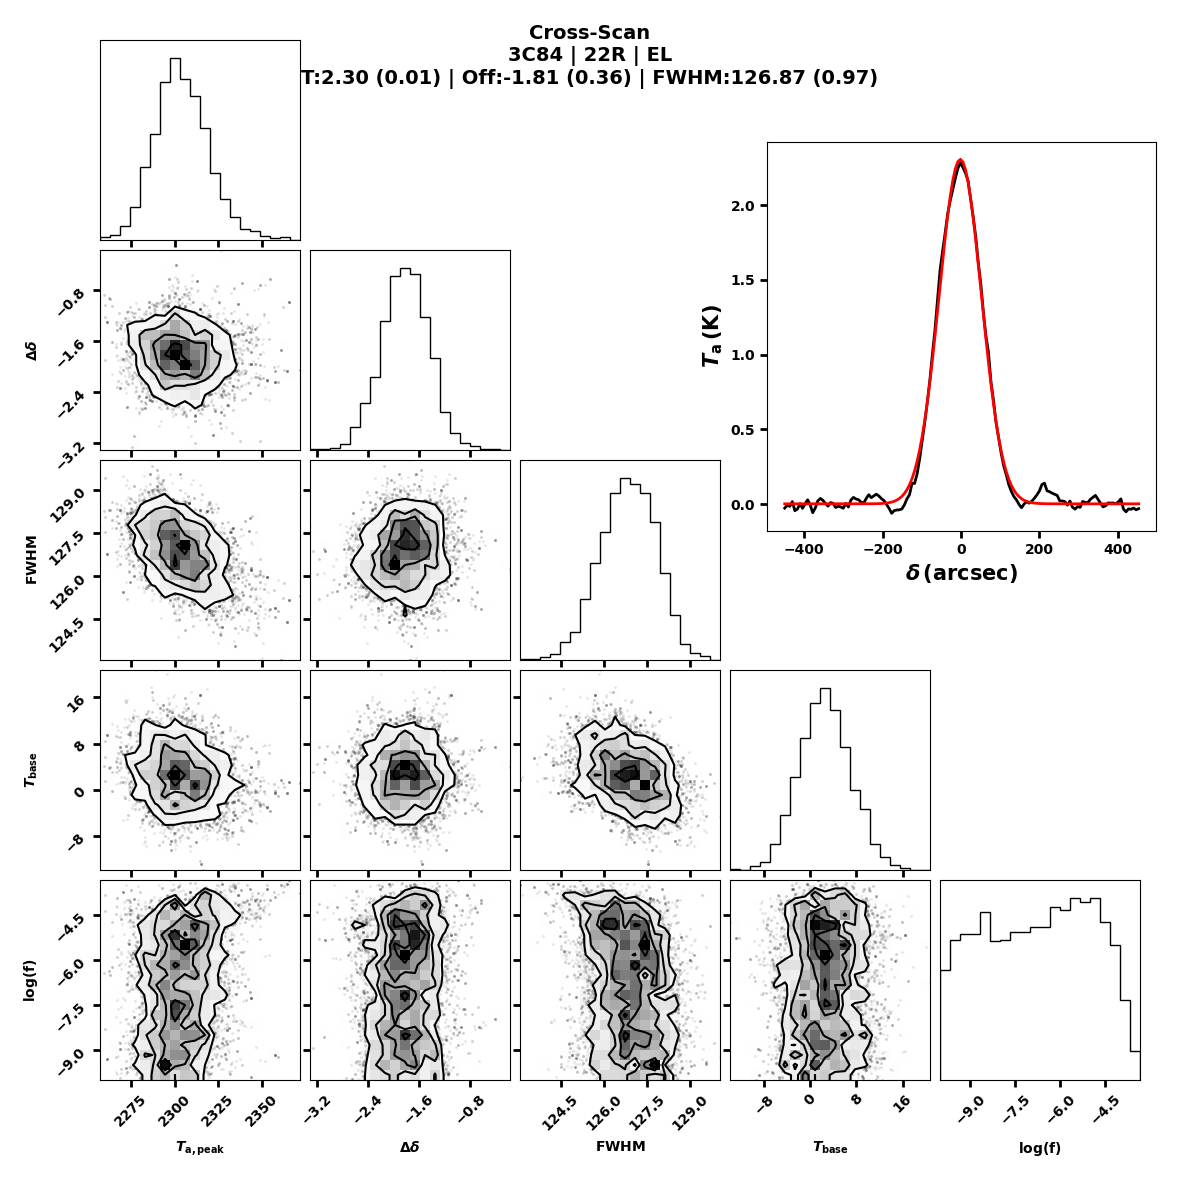 Cross-Scan
3C84 | 22R | EL
T:2.30 (0.01) | Off:-1.81 (0.36) | FWHM:126.87 (0.97)
2.0
1.5
1.0
0.5
0.0
Ta (K)
−400 −200 0 200 400
δ (arcsec)
−0.8
−1.6
−2.4
−3.2
Δδ
129.0
127.5
126.0
124.5
FWHM
16
8
0
−8
Tbase
−4.5
−6.0
−7.5
−9.0
log(f)
2275 2300 2325 2350
−3.2 −2.4 −1.6 −0.8
124.5 126.0 127.5 129.0
−8 0 8 16
−9.0 −7.5 −6.0 −4.5
Ta,peak Δδ FWHM Tbase log(f)